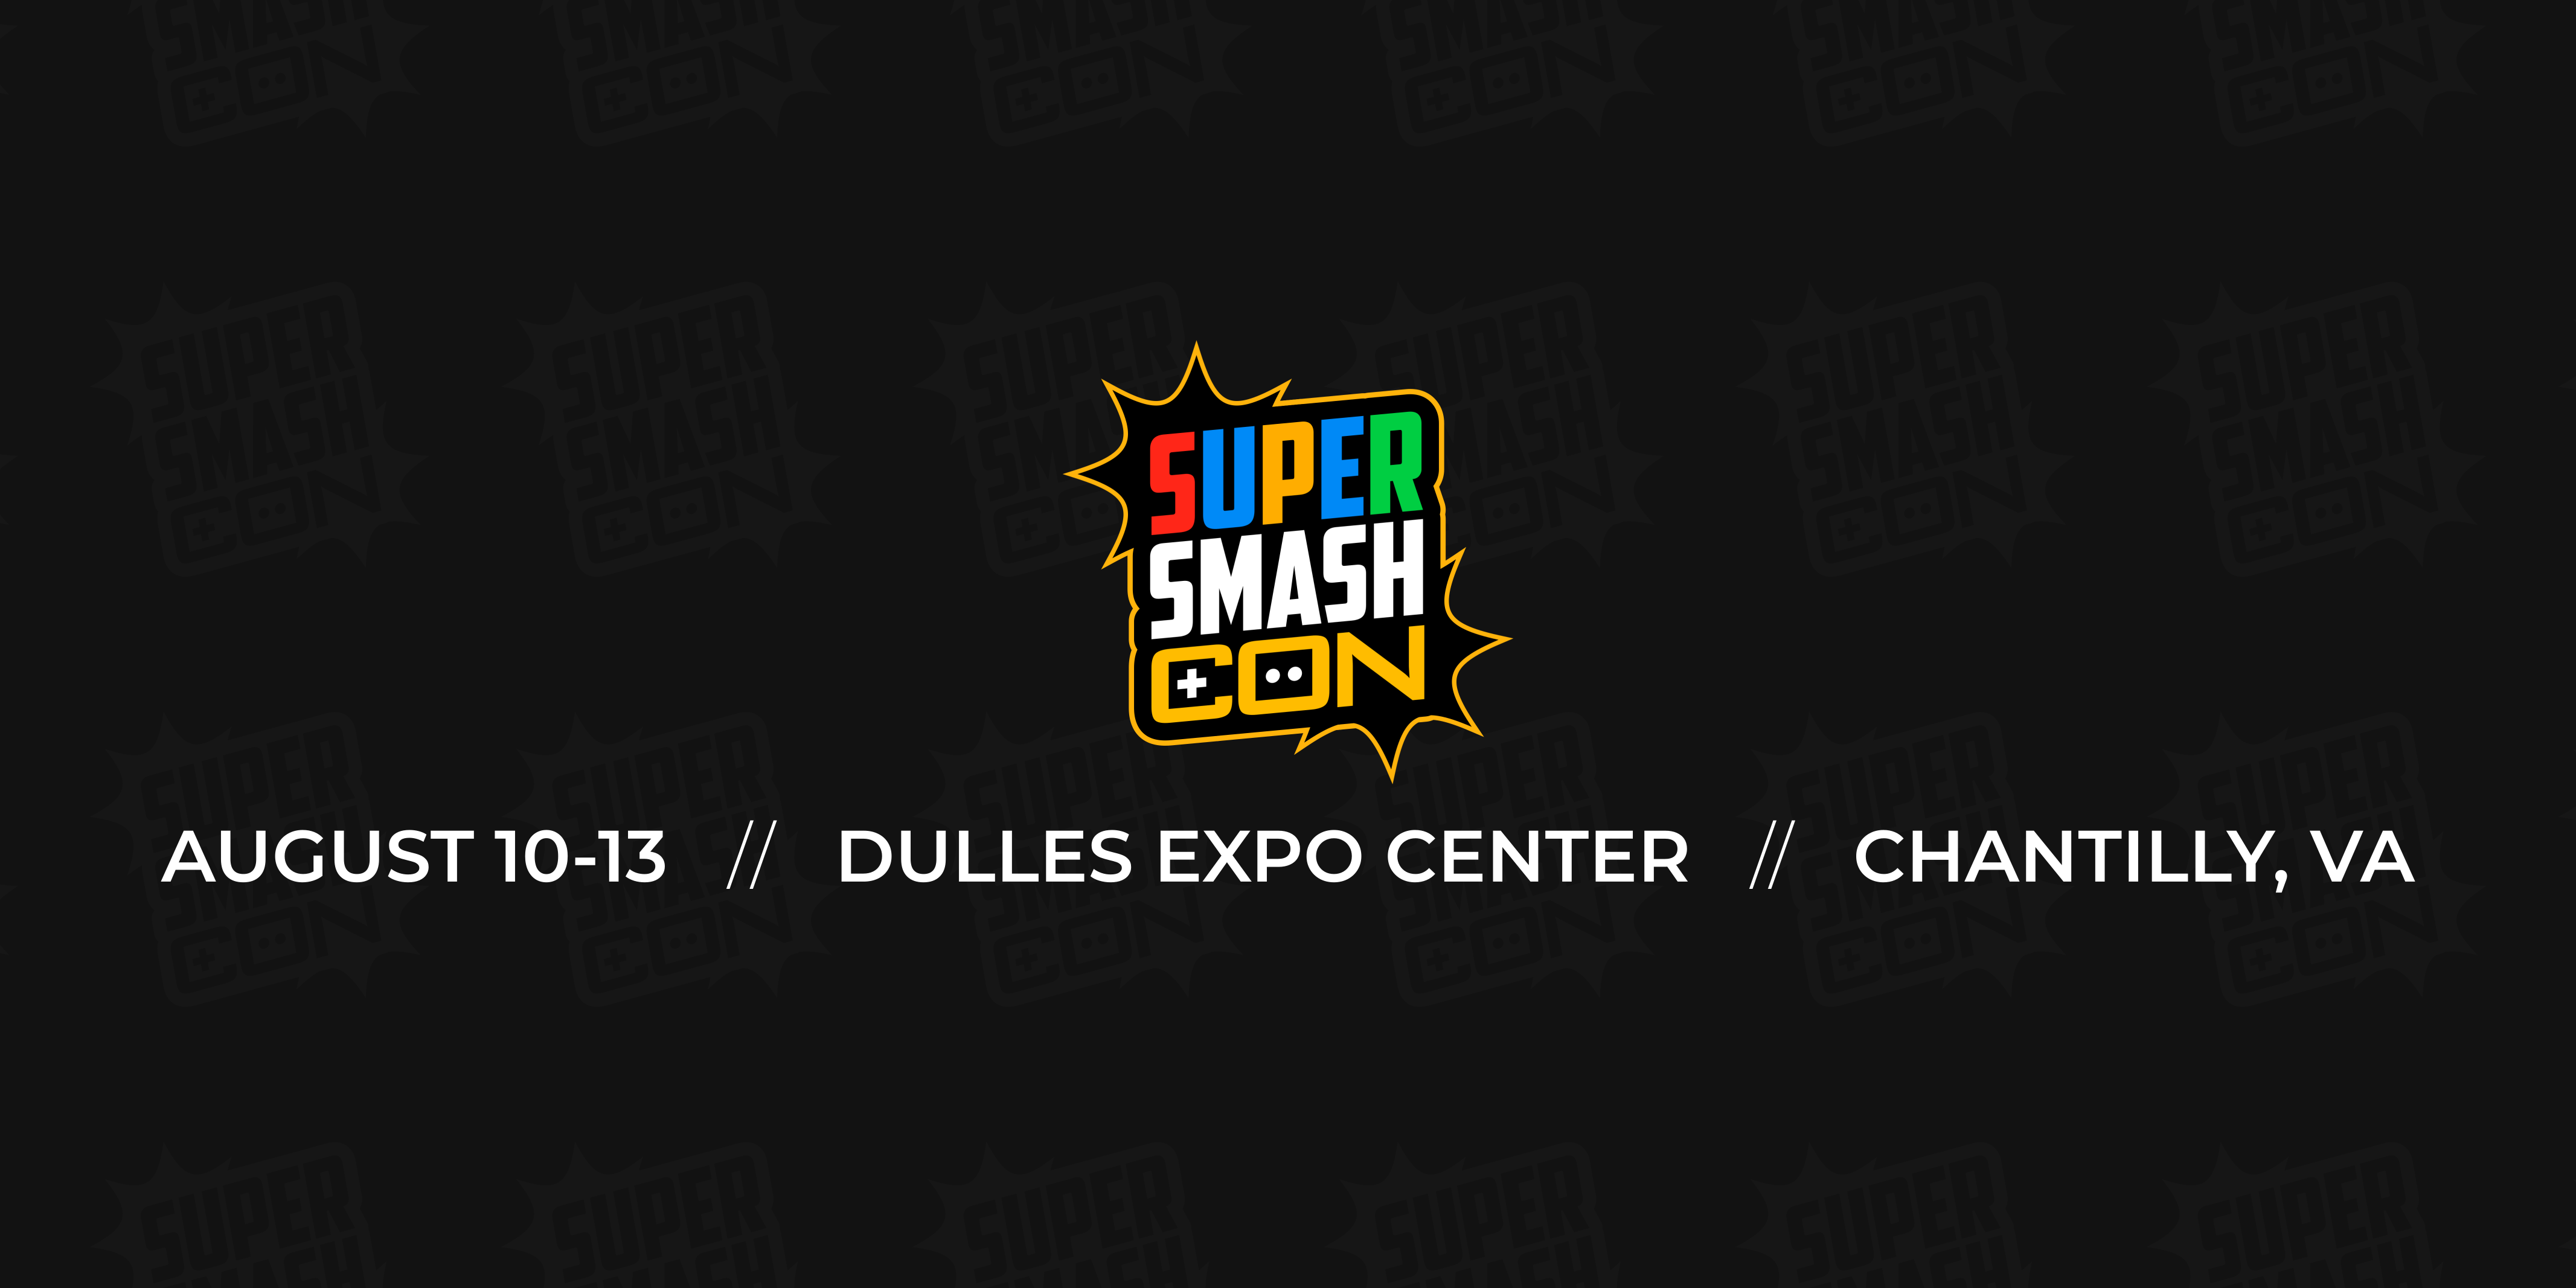 SUPER
SMASH
CON
AUGUST 10-13 // DULLES EXPO CENTER // CHANTILLY, VA